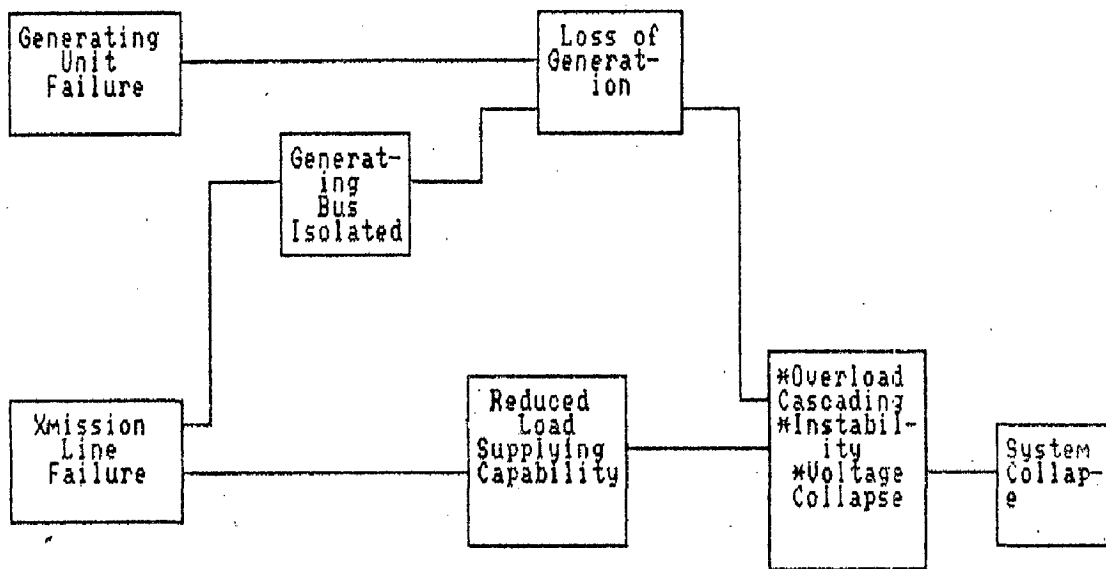 Generating
Unit
Failure
Loss of
Generat-
ion
Generat-
ing
Bus
Isolated
Xmission
Line
Failure
Reduced
Load
Supplying
Capability
*Overload
Cascading
*Instabil-
ity
*Voltage
Collapse
System
Collap-
e